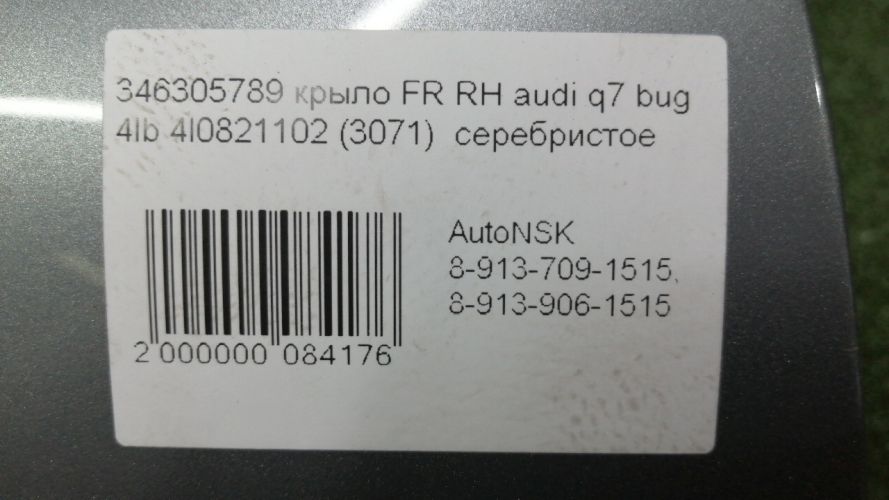 346305789 крыло FR RH audi q7 bug
4lb 4l0821102 (3071) серебристое
AutoNSK
8-913-709-1515,
8-913-906-1515
2 000000 084176